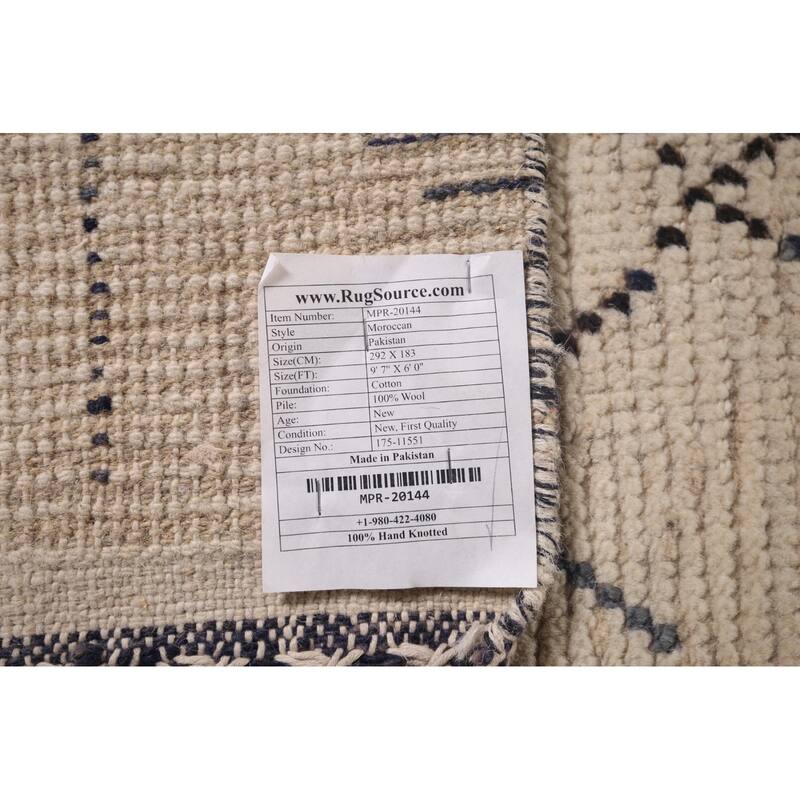 www.RugSource.com
Item Number: MPR-20144
Style Moroccan
Origin Pakistan
Size(CM): 292 X 183
Size(FT): 9' 7" X 6' 0"
Foundation: Cotton
Pile: 100% Wool
Age: New
Condition: New, First Quality
Design No.: 175-11551
Made in Pakistan
MPR-20144
+1-980-422-4080
100% Hand Knotted